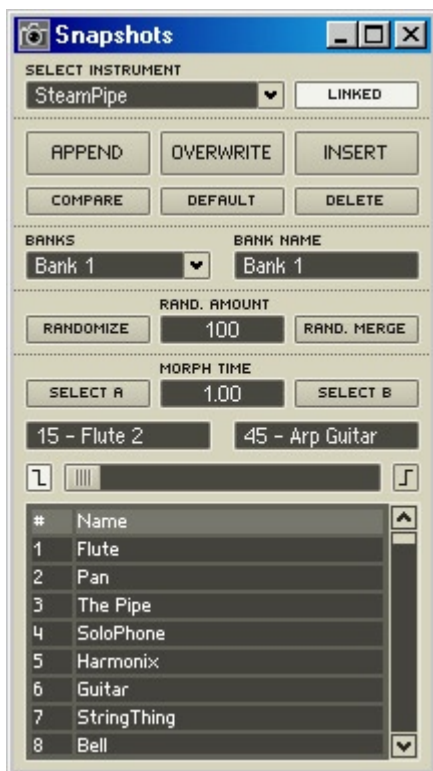 Snapshots
SELECT INSTRUMENT
SteamPipe LINKED
APPEND OVERWRITE INSERT
COMPARE DEFAULT DELETE
BANKS BANK NAME
Bank 1 Bank 1
RAND. AMOUNT
RANDOMIZE 100 RAND. MERGE
MORPH TIME
SELECT A 1.00 SELECT B
15 - Flute 2 45 - Arp Guitar
# Name
1 Flute
2 Pan
3 The Pipe
4 SoloPhone
5 Harmonix
6 Guitar
7 StringThing
8 Bell